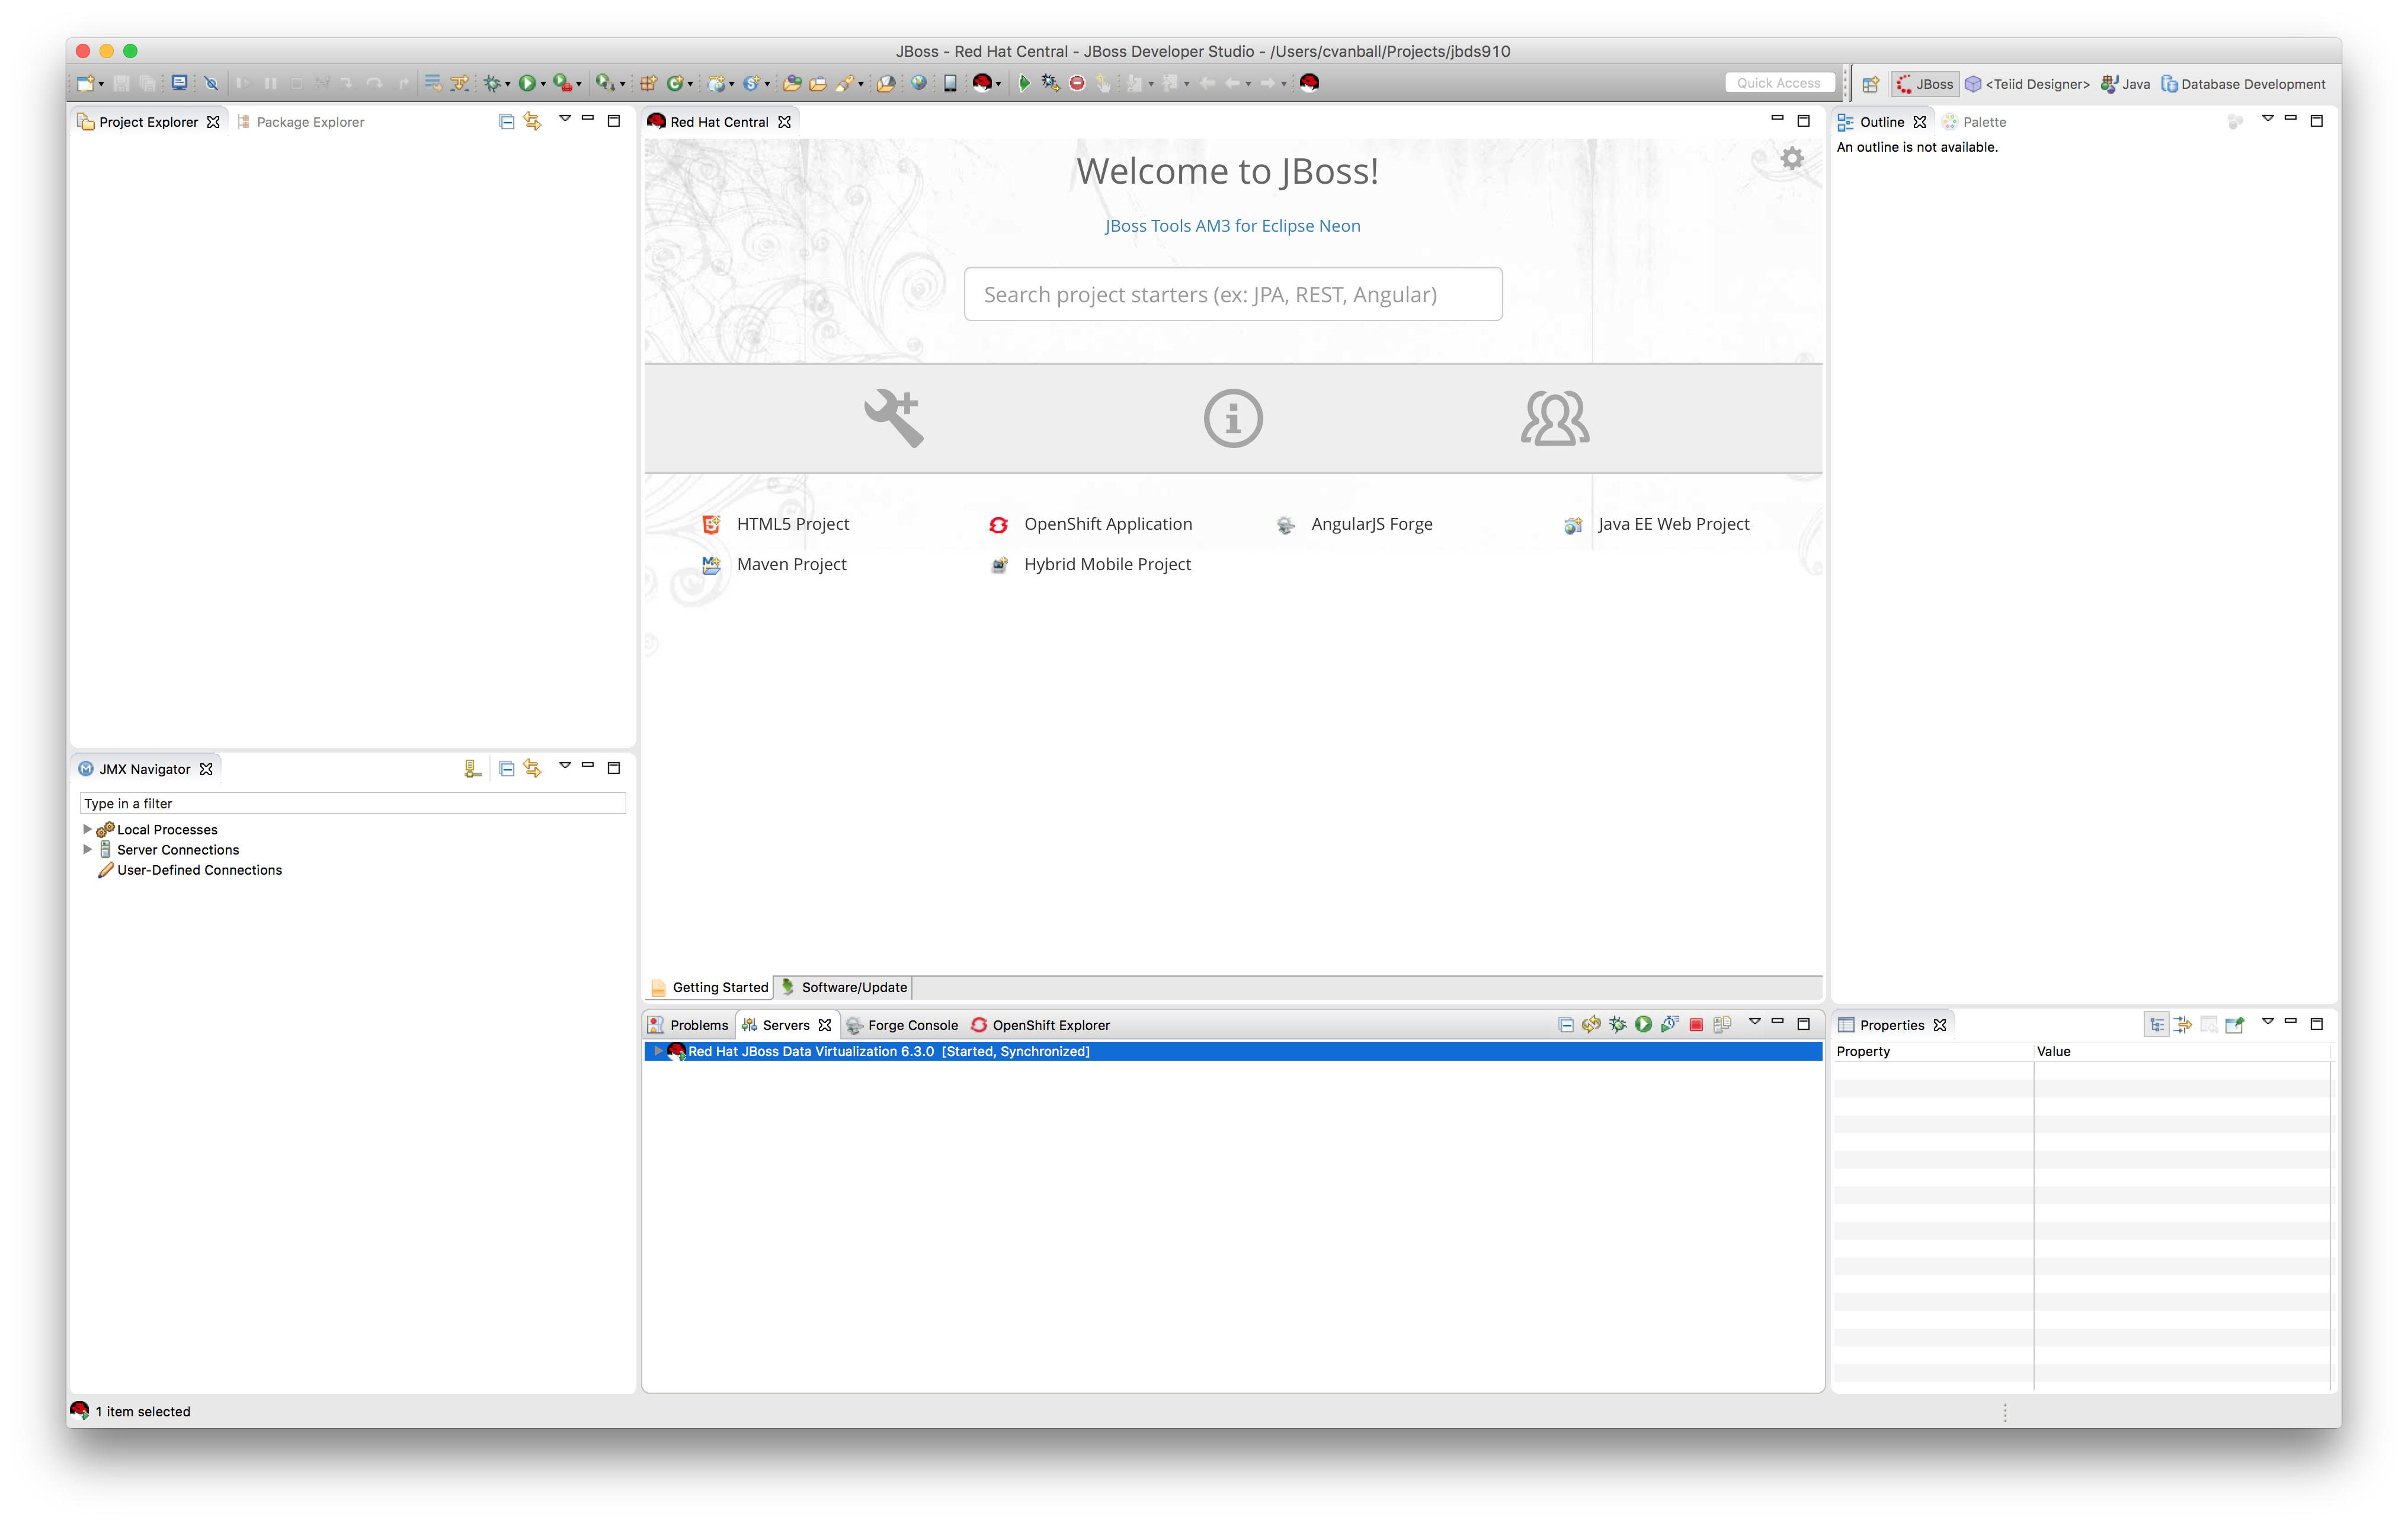 JBoss - Red Hat Central - JBoss Developer Studio - /Users/cvanball/Projects/jbds910
Quick Access
JBoss
<Teiid Designer>
Java
Database Development
Project Explorer
Package Explorer
Red Hat Central
Outline
Palette
An outline is not available.
Welcome to JBoss!
JBoss Tools AM3 for Eclipse Neon
Search project starters (ex: JPA, REST, Angular)
HTML5 Project
OpenShift Application
AngularJS Forge
Java EE Web Project
Maven Project
Hybrid Mobile Project
JMX Navigator
Type in a filter
Local Processes
Server Connections
User-Defined Connections
Getting Started
Software/Update
Problems
Servers
Forge Console
OpenShift Explorer
Red Hat JBoss Data Virtualization 6.3.0 [Started, Synchronized]
Properties
Property
Value
1 item selected